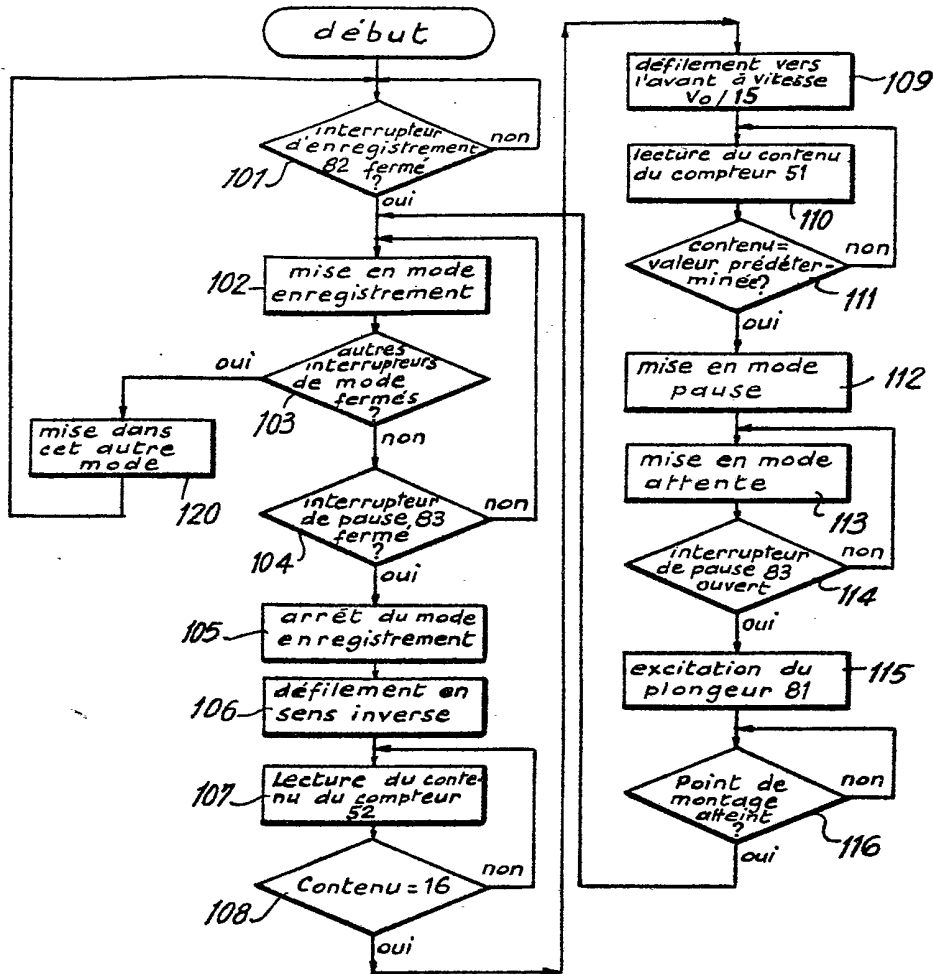 début
interrupteur
d'enregistrement
82 fermé
?
non
101
oui
102
mise en mode
enregistrement
autres
interrupteurs
de mode
fermés
?
oui
103
non
mise dans
cet autre
mode
120
interrupteur
de pause 83
fermé
?
non
104
oui
105
arrêt du mode
enregistrement
106
défilement en
sens inverse
107
Lecture du conte-
nu du compteur
52
Contenu = 16
non
108
oui
défilement vers
l'avant à vitesse
Vo/15
109
lecture du contenu
du compteur 51
110
contenu =
valeur prédéter-
minée?
non
111
oui
mise en mode
pause
112
mise en mode
attente
113
interrupteur
de pause 83
ouvert
non
114
oui
excitation du
plongeur 81
115
Point de
montage
atteint
?
non
116
oui